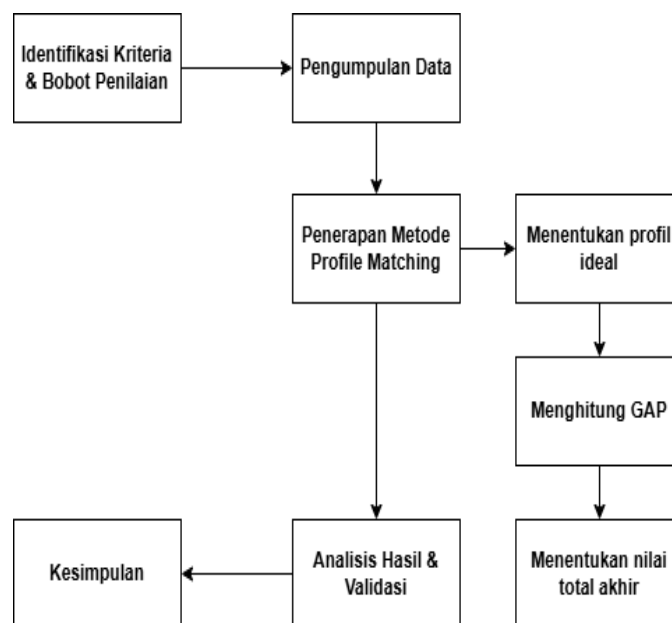 Identifikasi Kriteria
& Bobot Penilaian
Pengumpulan Data
Penerapan Metode
Profile Matching
Menentukan profil
ideal
Menghitung GAP
Menentukan nilai
total akhir
Analisis Hasil &
Validasi
Kesimpulan